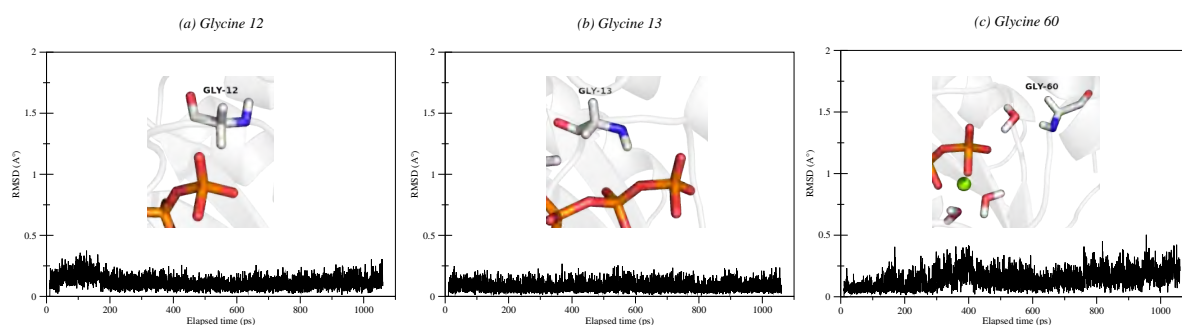 (a) Glycine 12
2
1.5
1
0.5
0
RMSD (A°)
GLY-12
0 200 400 600 800 1000
Elapsed time (ps)
(b) Glycine 13
2
1.5
1
0.5
0
RMSD (A°)
GLY-13
0 200 400 600 800 1000
Elapsed time (ps)
(c) Glycine 60
2
1.5
1
0.5
0
RMSD (A°)
GLY-60
0 200 400 600 800 1000
Elapsed time (ps)